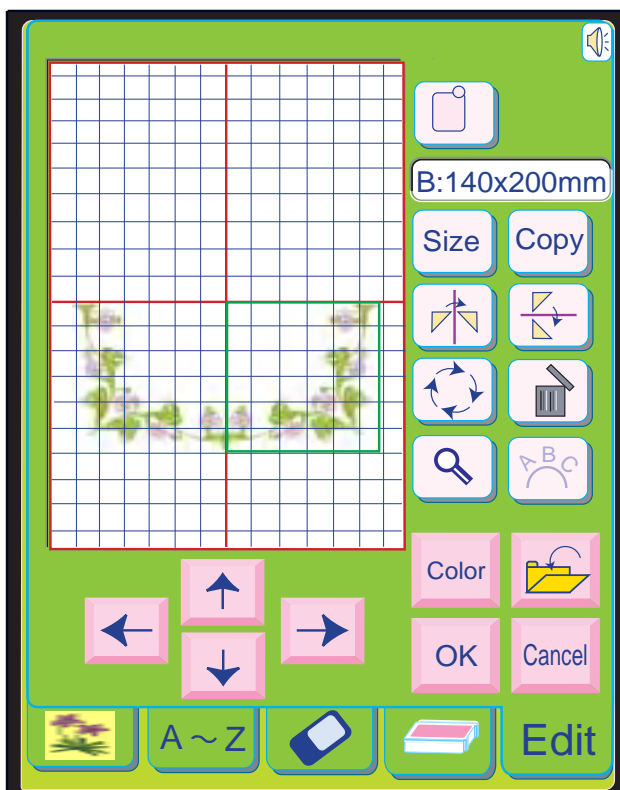 B:140x200mm
Size
Copy
A B C
Color
OK
Cancel
A ~ Z
Edit